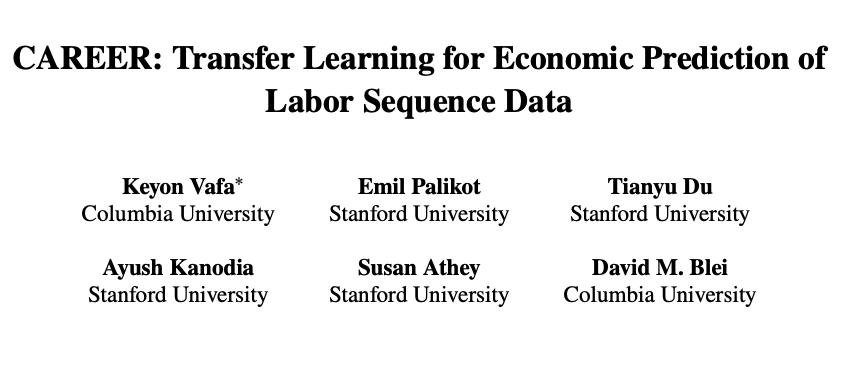 CAREER: Transfer Learning for Economic Prediction of
Labor Sequence Data
Keyon Vafa* Emil Palikot Tianyu Du
Columbia University Stanford University Stanford University
Ayush Kanodia Susan Athey David M. Blei
Stanford University Stanford University Columbia University